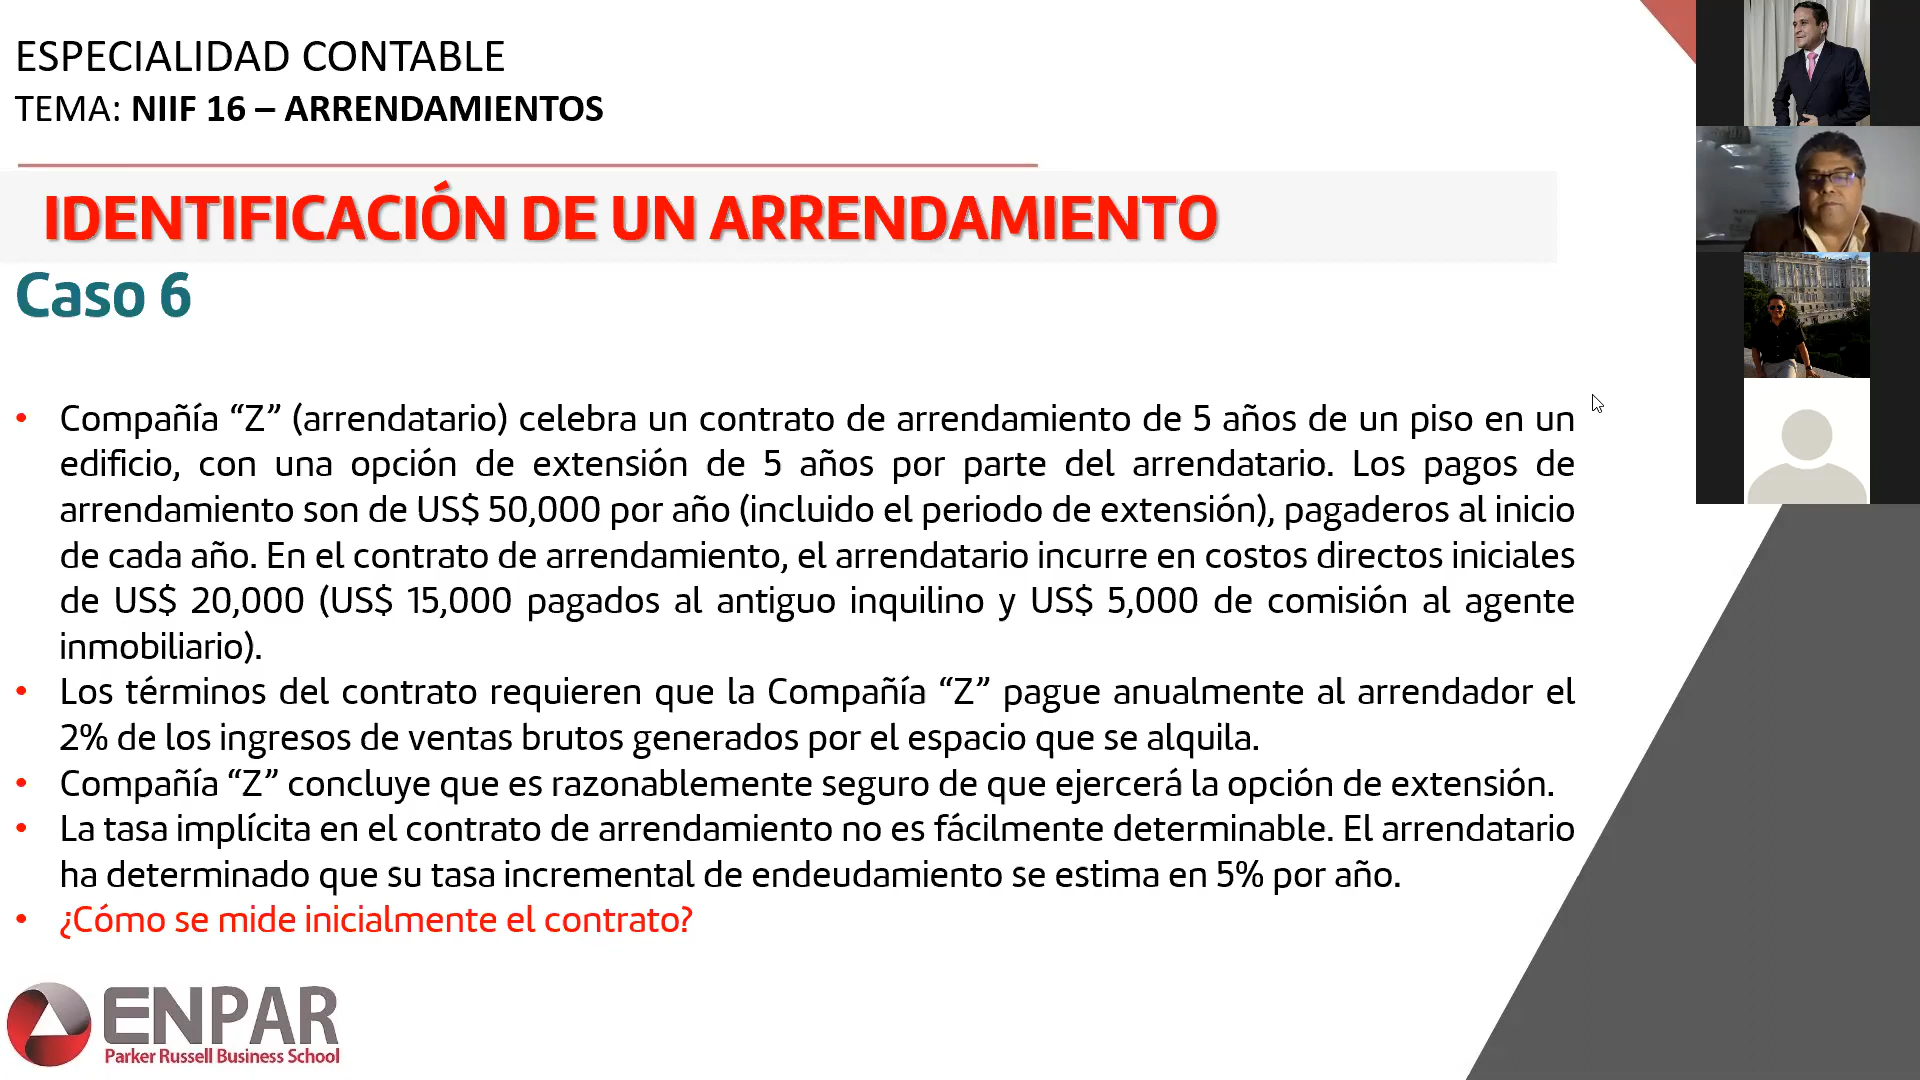 ESPECIALIDAD CONTABLE
TEMA: NIIF 16 – ARRENDAMIENTOS
IDENTIFICACIÓN DE UN ARRENDAMIENTO
Caso 6
• Compañía “Z” (arrendatario) celebra un contrato de arrendamiento de 5 años de un piso en un
edificio, con una opción de extensión de 5 años por parte del arrendatario. Los pagos de
arrendamiento son de US$ 50,000 por año (incluido el periodo de extensión), pagaderos al inicio
de cada año. En el contrato de arrendamiento, el arrendatario incurre en costos directos iniciales
de US$ 20,000 (US$ 15,000 pagados al antiguo inquilino y US$ 5,000 de comisión al agente
inmobiliario).
• Los términos del contrato requieren que la Compañía “Z” pague anualmente al arrendador el
2% de los ingresos de ventas brutos generados por el espacio que se alquila.
• Compañía “Z” concluye que es razonablemente seguro de que ejercerá la opción de extensión.
• La tasa implícita en el contrato de arrendamiento no es fácilmente determinable. El arrendatario
ha determinado que su tasa incremental de endeudamiento se estima en 5% por año.
• ¿Cómo se mide inicialmente el contrato?
ENPAR
Parker Russell Business School